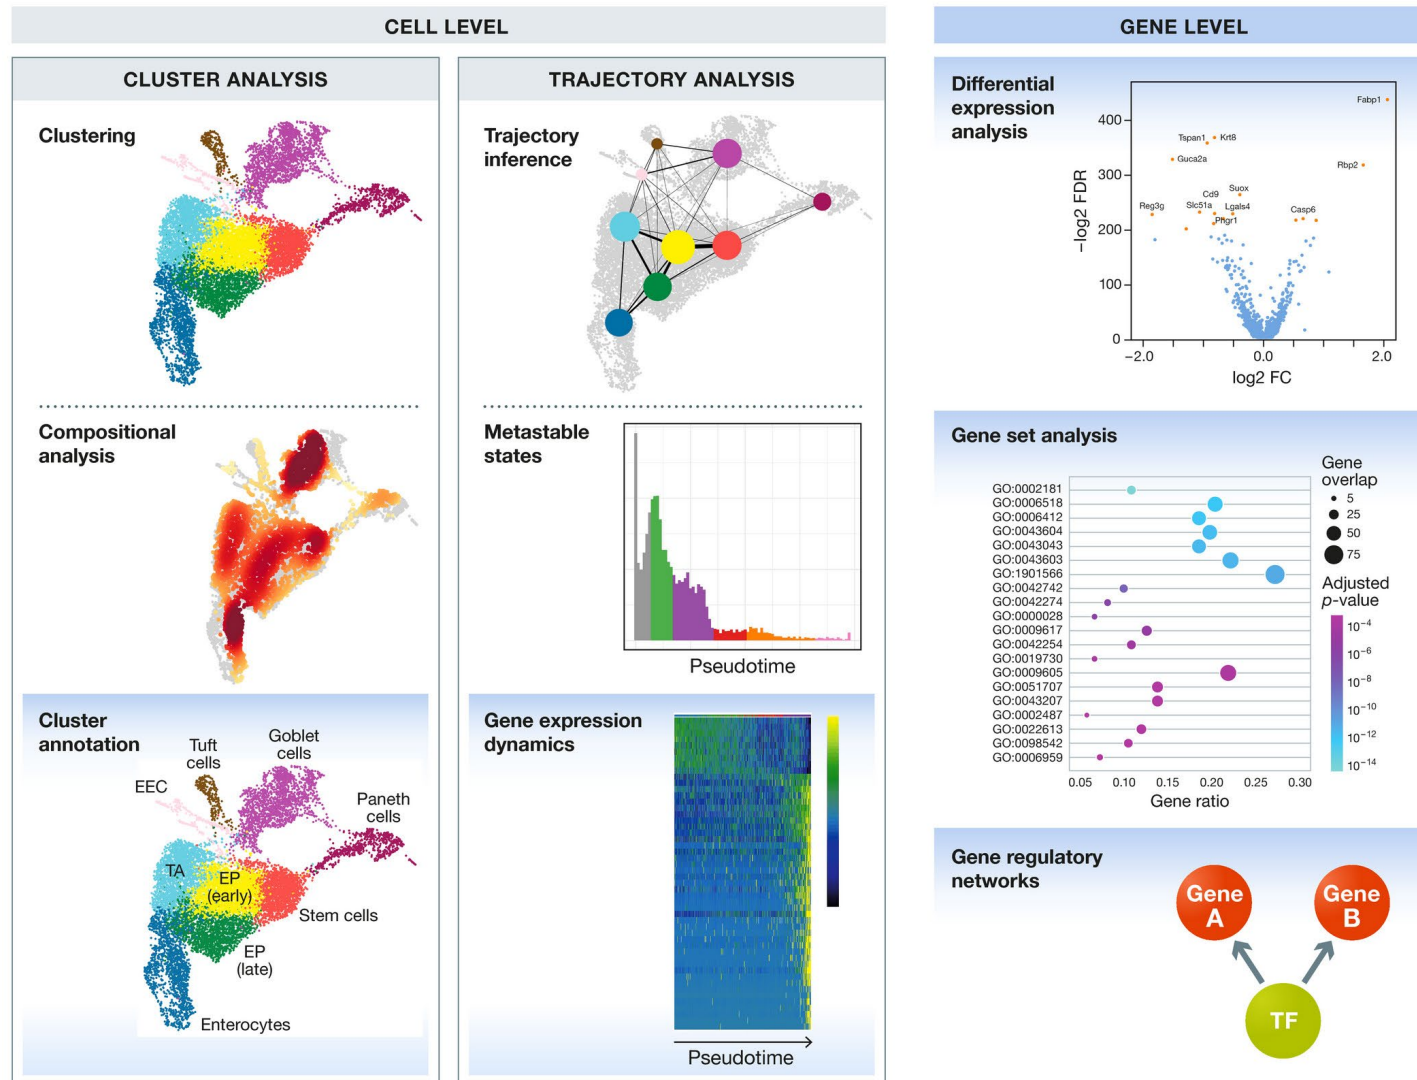 CELL LEVEL
CLUSTER ANALYSIS
Clustering
Compositional
analysis
Cluster
annotation
Tuft
cells
Goblet
cells
EEC
Paneth
cells
TA
EP
(early)
Stem cells
EP
(late)
Enterocytes
TRAJECTORY ANALYSIS
Trajectory
inference
Metastable
states
Pseudotime
Gene expression
dynamics
Pseudotime
GENE LEVEL
Differential
expression
analysis
−log2 FDR
400
300
200
100
0
Fabp1
Tspan1
Krt8
Guca2a
Rbp2
Suox
Cd9
Reg3g
Slc51a
Lgals4
Casp6
Phgr1
−2.0
0.0
2.0
log2 FC
Gene set analysis
GO:0002181
GO:0006518
GO:0006412
GO:0043604
GO:0043043
GO:0043603
GO:1901566
GO:0042742
GO:0042274
GO:0000028
GO:0009617
GO:0042254
GO:0019730
GO:0009605
GO:0051707
GO:0043207
GO:0002487
GO:0022613
GO:0098542
GO:0006959
0.05
0.10
0.15
0.20
0.25
0.30
Gene ratio
Gene
overlap
5
25
50
75
Adjusted
p-value
10−4
10−6
10−8
10−10
10−12
10−14
Gene regulatory
networks
Gene
A
Gene
B
TF